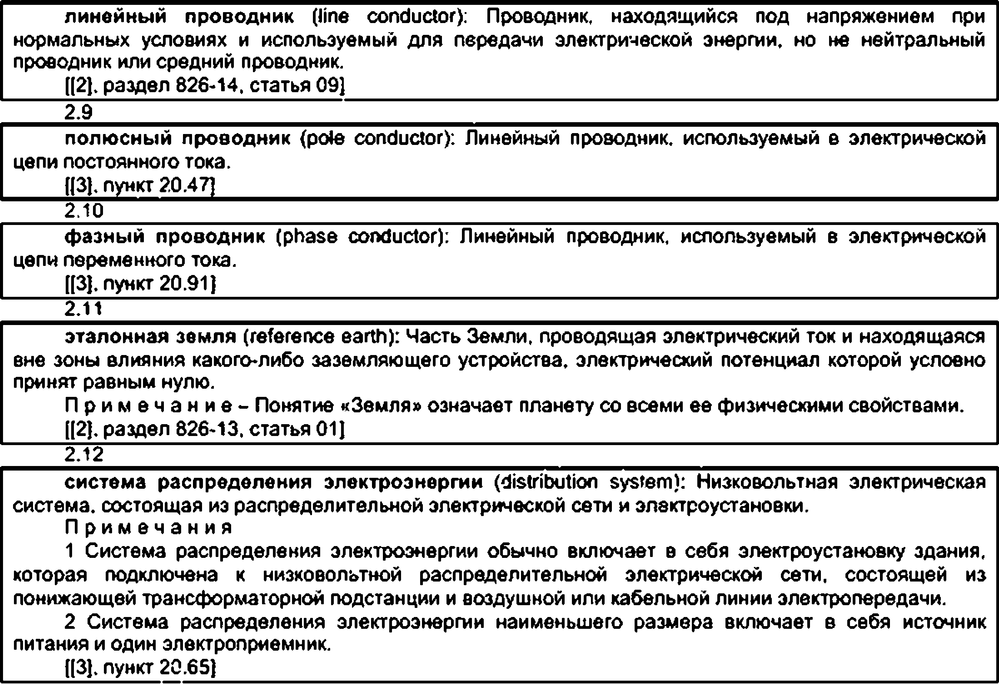 линейный проводник (line conductor): Проводник, находящийся под напряжением при
нормальных условиях и используемый для передачи электрической энергии, но не нейтральный
проводник или средний проводник.
[[2], раздел 826-14, статья 09]
2.9
полюсный проводник (pole conductor): Линейный проводник, используемый в электрической
цепи постоянного тока.
[[3], пункт 20.47]
2.10
фазный проводник (phase conductor): Линейный проводник, используемый в электрической
цепи переменного тока.
[[3], пункт 20.91]
2.11
эталонная земля (reference earth): Часть Земли, проводящая электрический ток и находящаяся
вне зоны влияния какого-либо заземляющего устройства, электрический потенциал которой условно
принят равным нулю.
Примечание – Понятие «Земля» означает планету со всеми ее физическими свойствами.
[[2], раздел 826-13, статья 01]
2.12
система распределения электроэнергии (distribution system): Низковольтная электрическая
система, состоящая из распределительной электрической сети и электроустановки.
Примечания
1 Система распределения электроэнергии обычно включает в себя электроустановку здания,
которая подключена к низковольтной распределительной электрической сети, состоящей из
понижающей трансформаторной подстанции и воздушной или кабельной линии электропередачи.
2 Система распределения электроэнергии наименьшего размера включает в себя источник
питания и один электроприемник.
[[3], пункт 20.65]